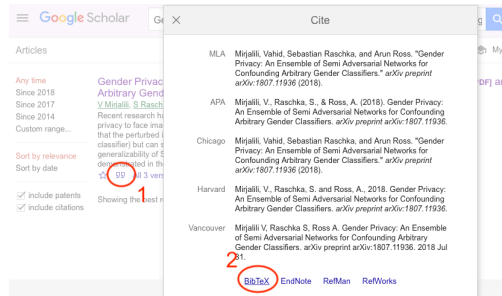 Google Scholar
Articles
Any time
Since 2018
Since 2017
Since 2014
Custom range...
Sort by relevance
Sort by date
include patents
include citations
Gender Privac
Arbitrary Gend
V Mirjalili, S Rasch
Recent research h
privacy to face ima
that the perturbed i
classifier) but can s
generalizability of S
demonstrated in th
All 3 vers
1
Showing the best r
Cite
MLA Mirjalili, Vahid, Sebastian Raschka, and Arun Ross. "Gender
Privacy: An Ensemble of Semi Adversarial Networks for
Confounding Arbitrary Gender Classifiers." arXiv preprint
arXiv:1807.11936 (2018).
APA Mirjalili, V., Raschka, S., & Ross, A. (2018). Gender Privacy:
An Ensemble of Semi Adversarial Networks for Confounding
Arbitrary Gender Classifiers. arXiv preprint arXiv:1807.11936.
Chicago Mirjalili, Vahid, Sebastian Raschka, and Arun Ross. "Gender
Privacy: An Ensemble of Semi Adversarial Networks for
Confounding Arbitrary Gender Classifiers." arXiv preprint
arXiv:1807.11936 (2018).
Harvard Mirjalili, V., Raschka, S. and Ross, A., 2018. Gender Privacy:
An Ensemble of Semi Adversarial Networks for Confounding
Arbitrary Gender Classifiers. arXiv preprint arXiv:1807.11936.
Vancouver Mirjalili V, Raschka S, Ross A. Gender Privacy: An Ensemble
of Semi Adversarial Networks for Confounding Arbitrary
Gender Classifiers. arXiv preprint arXiv:1807.11936. 2018 Jul
31.
2
BibTeX EndNote RefMan RefWorks
My
PDF] a